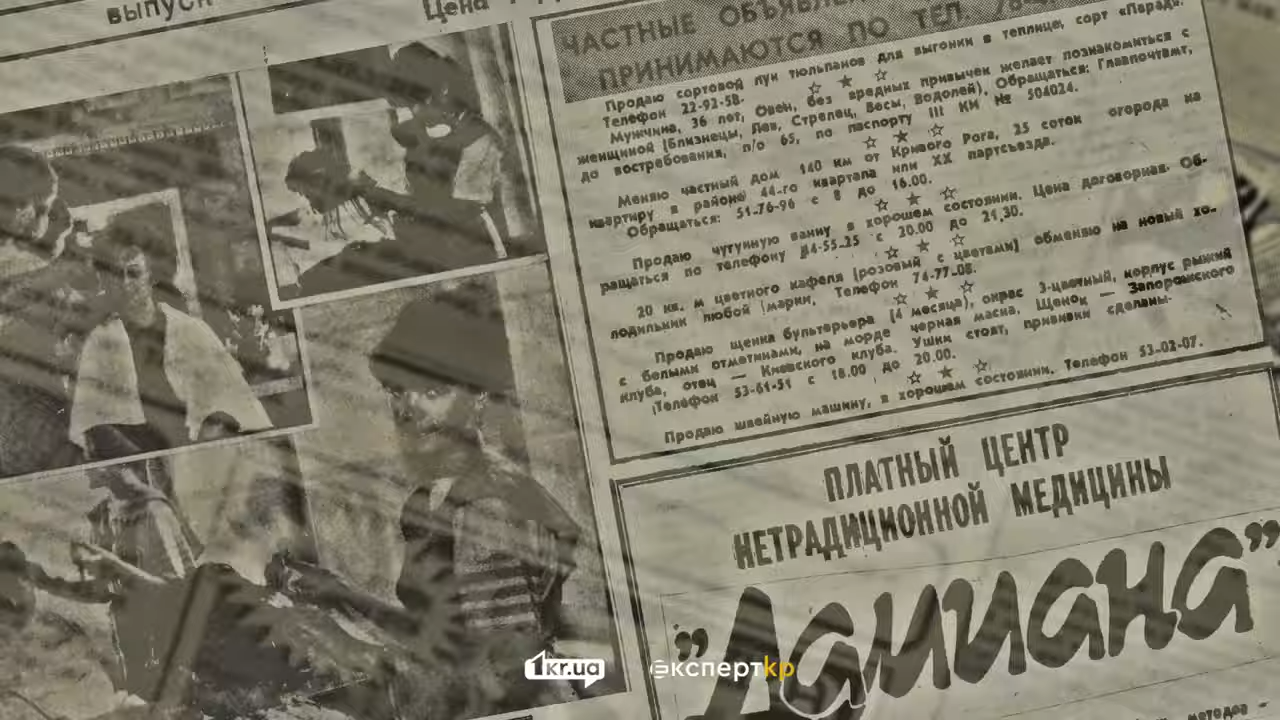 выпуск
Цена
ЧАСТНЫЕ ОБЪЯВЛЕ
ПРИНИМАЮТСЯ ПО ТЕЛ.
Продаю сортовой лук тюльпанов для выгонки в теплице, сорт «Парад».
Телефон 22-92-58.
Мужчина, 36 лет, Овен, без вредных привычек желает познакомиться с
женщиной (Близнецы, Лев, Стрелец, Весы, Водолей). Обращаться: Главпочтамт,
до востребования, п/о 65, по паспорту III КИ № 504024.
Меняю частный дом 140 км от Кривого Рога, 25 соток огорода на
квартиру в районе 44-го квартала или XX партсъезда.
Обращаться: 51-76-96 с 8 до 16.00.
Продаю чугунную ванну в хорошем состоянии. Цена договорная. Об-
ращаться по телефону 74-55-25 с 20.00 до 21.30.
20 кв. м цветного кафеля (розовый с цветами) обменяю на новый хо-
лодильник любой марки. Телефон 74-77-08.
Продаю щенка бультерьера (4 месяца), окрас 3-цветный, корпус рыжий
с белыми отметинами, на морде черная маска. Щенок — Запорожского
клуба, отец — Киевского клуба. Ушки стоят, прививки сделаны.
Телефон 53-61-51 с 18.00 до 20.00.
Продаю швейную машину, в хорошем состоянии. Телефон 53-02-07.
ПЛАТНЫЙ ЦЕНТР
НЕТРАДИЦИОННОЙ МЕДИЦИНЫ
"Дамиана"
методов -
1kr.ua
экспертkp